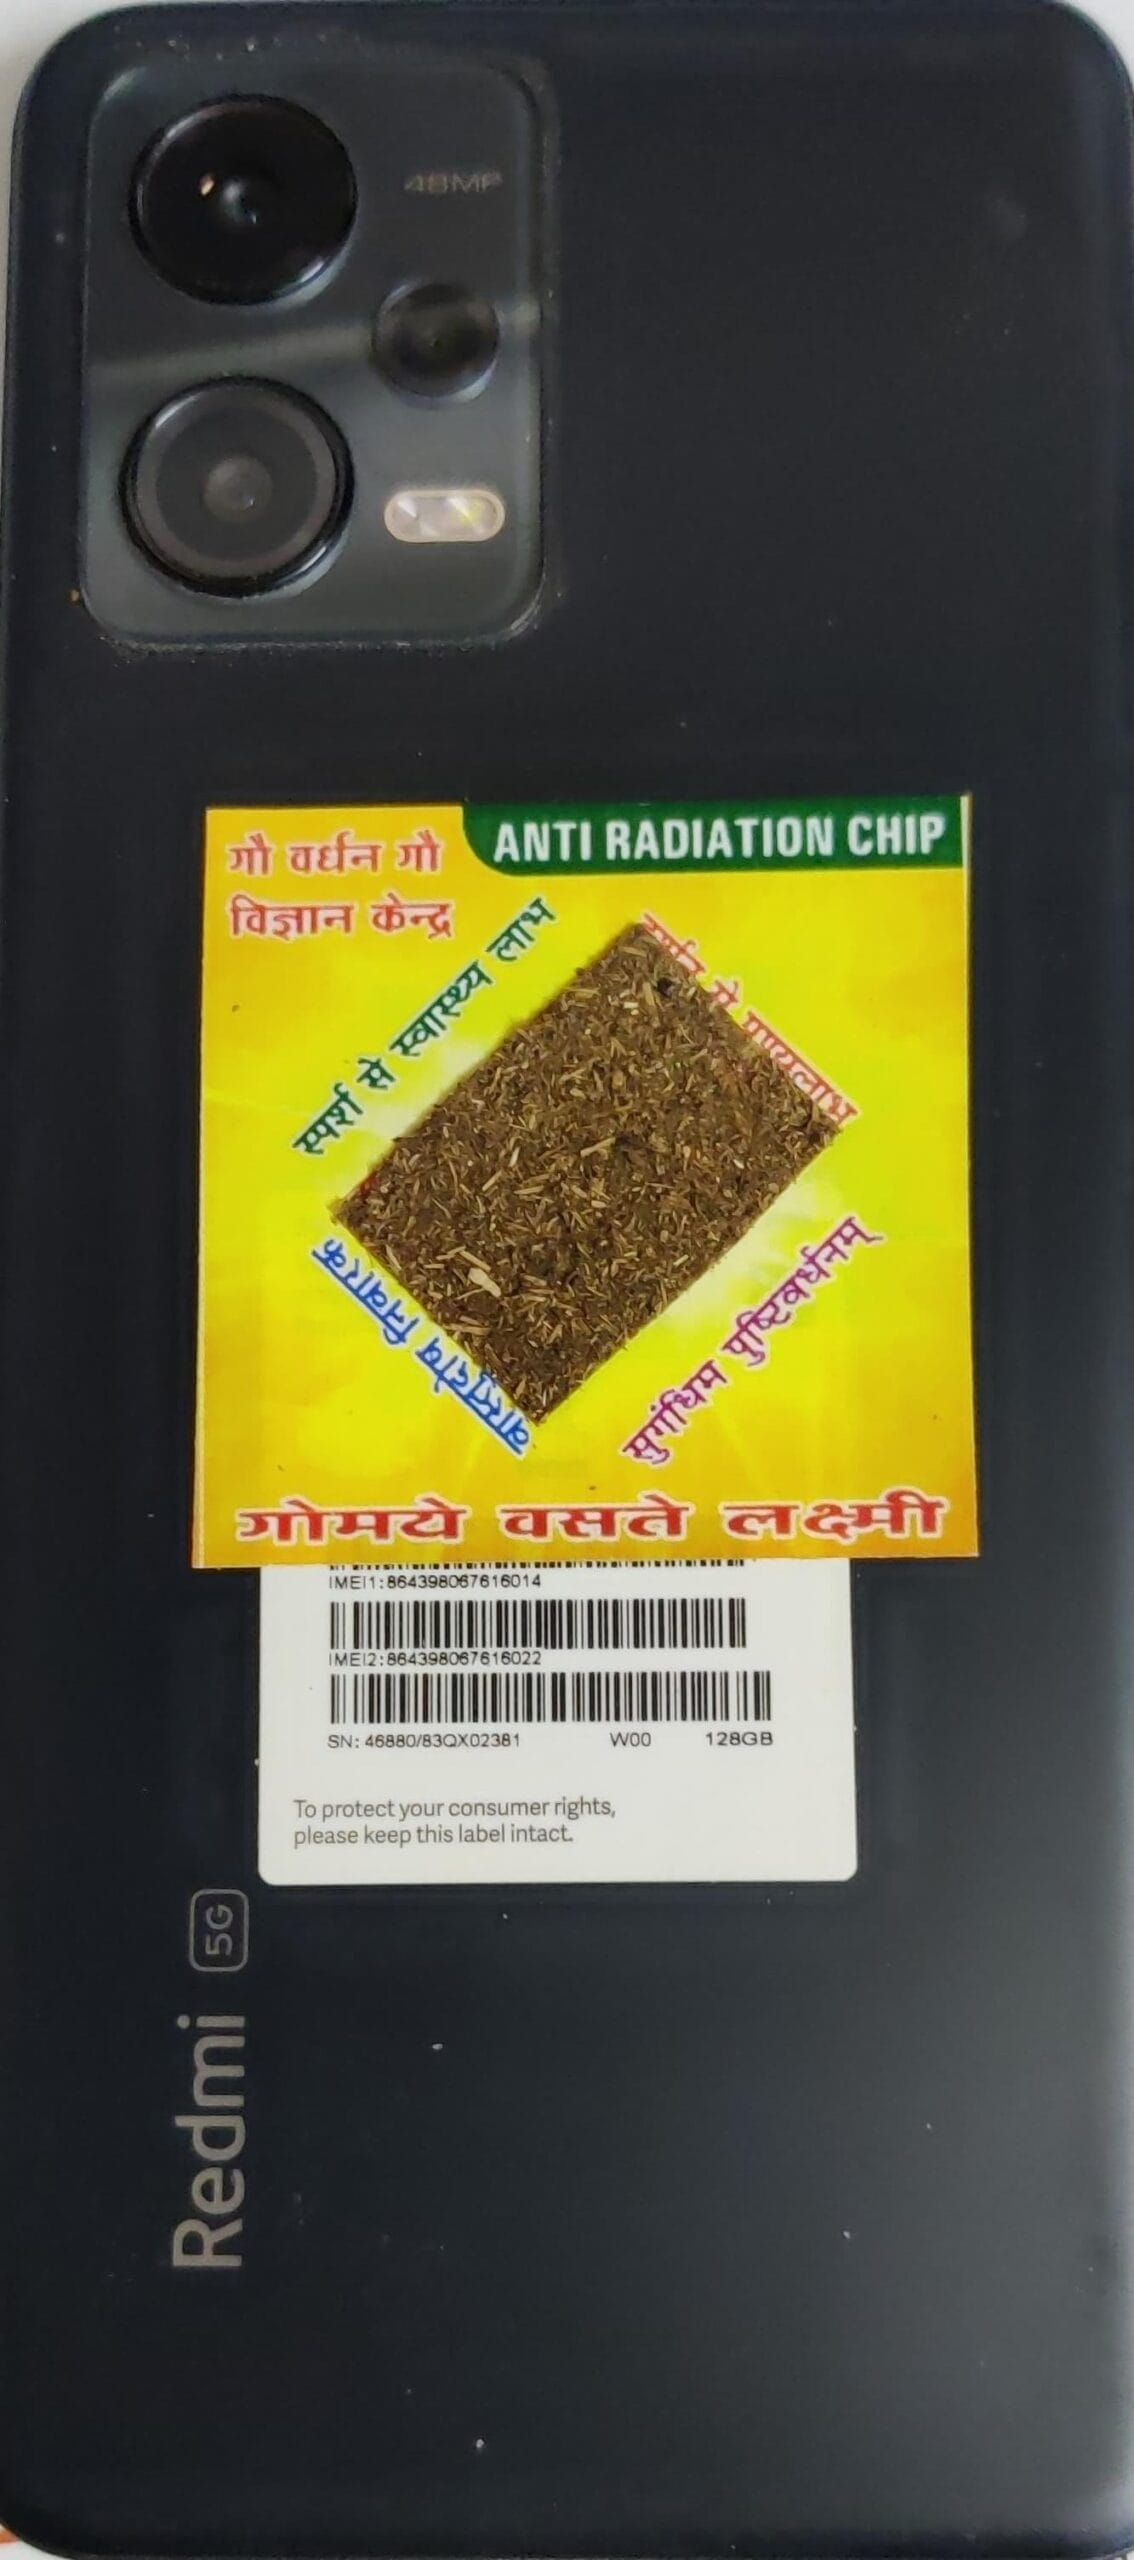 48MP
ANTI RADIATION CHIP
गौ वर्धन गौ
विज्ञान केन्द्र
स्पर्श से स्वास्थ्य लाभ
से
वास्तुदोष निवारक
सुगंधिम पुष्टिवर्धनम्
गोमये वसते लक्ष्मी
IMEI1:864398067616014
IMEI2:864398067616022
SN: 46880/83QX02381 W00 128GB
To protect your consumer rights,
please keep this label intact.
Redmi 5G